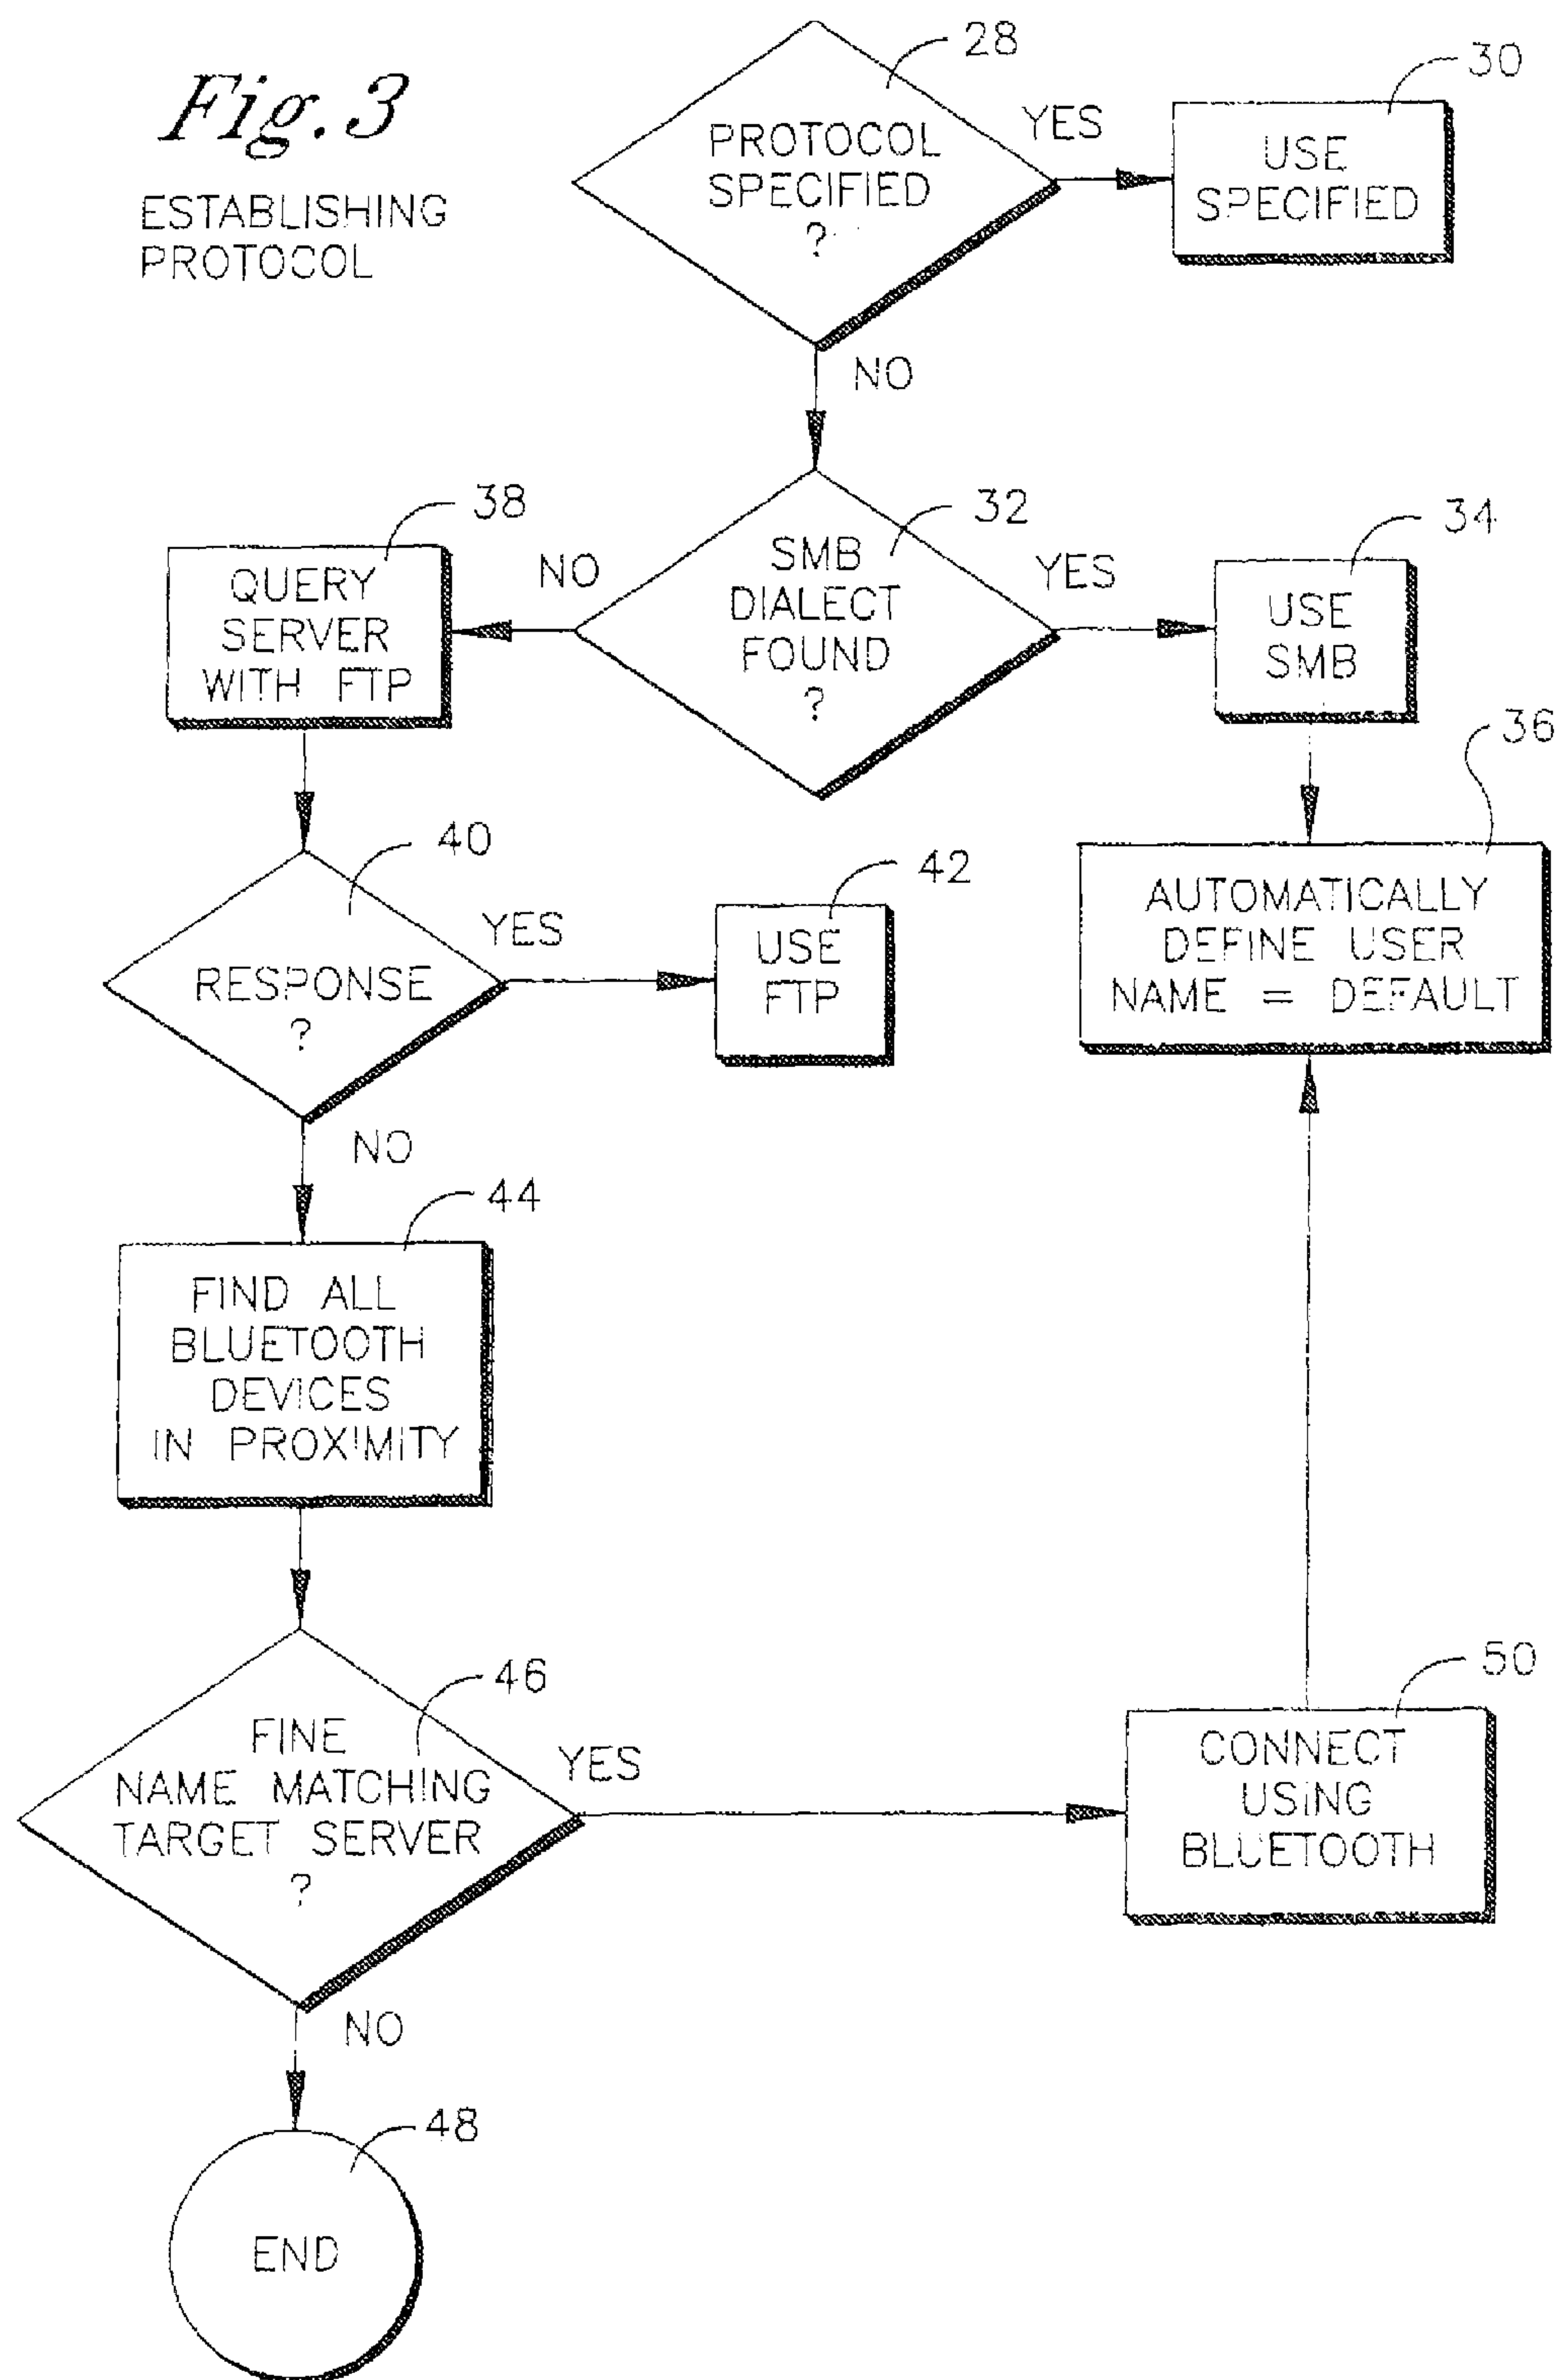 Fig. 3
ESTABLISHING
PROTOCOL
28
PROTOCOL
SPECIFIED
?
YES
30
USE
SPECIFIED
NO
32
SMB
DIALECT
FOUND
?
YES
34
USE
SMB
36
AUTOMATICALLY
DEFINE USER
NAME = DEFAULT
NO
38
QUERY
SERVER
WITH FTP
40
RESPONSE
?
YES
42
USE
FTP
NO
44
FIND ALL
BLUETOOTH
DEVICES
IN PROXIMITY
46
FINE
NAME MATCHING
TARGET SERVER
?
YES
50
CONNECT
USING
BLUETOOTH
NO
48
END